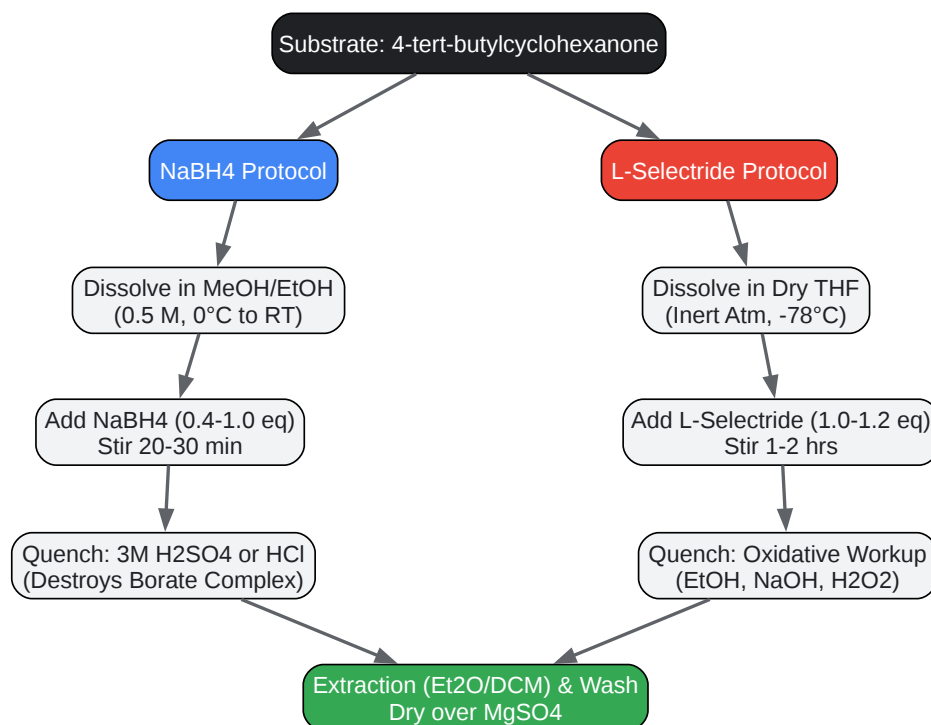 Substrate: 4-tert-butylcyclohexanone
NaBH4 Protocol
L-Selectride Protocol
Dissolve in MeOH/EtOH
(0.5 M, 0°C to RT)
Dissolve in Dry THF
(Inert Atm, -78°C)
Add NaBH4 (0.4-1.0 eq)
Stir 20-30 min
Add L-Selectride (1.0-1.2 eq)
Stir 1-2 hrs
Quench: 3M H2SO4 or HCl
(Destroys Borate Complex)
Quench: Oxidative Workup
(EtOH, NaOH, H2O2)
Extraction (Et2O/DCM) & Wash
Dry over MgSO4